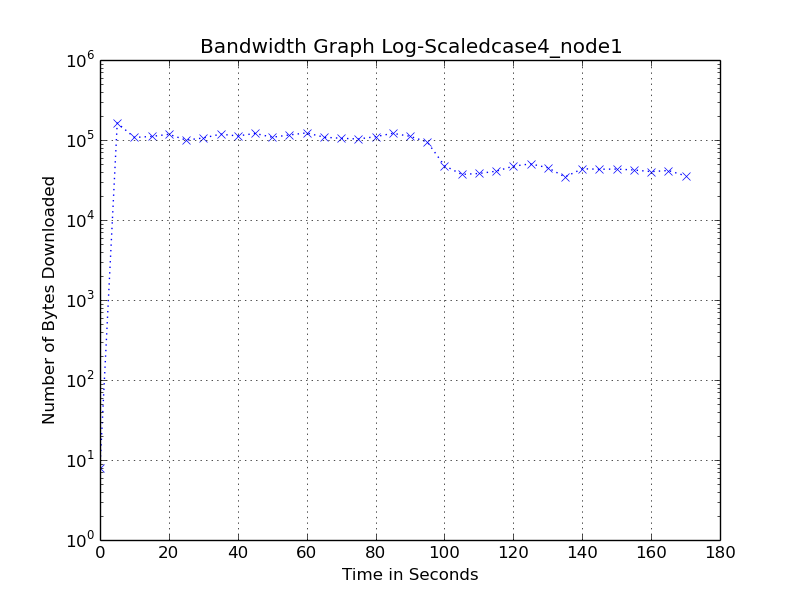 Bandwidth Graph Log-Scaledcase4_node1
10^6
10^5
10^4
10^3
10^2
10^1
10^0
Number of Bytes Downloaded
0 20 40 60 80 100 120 140 160 180
Time in Seconds